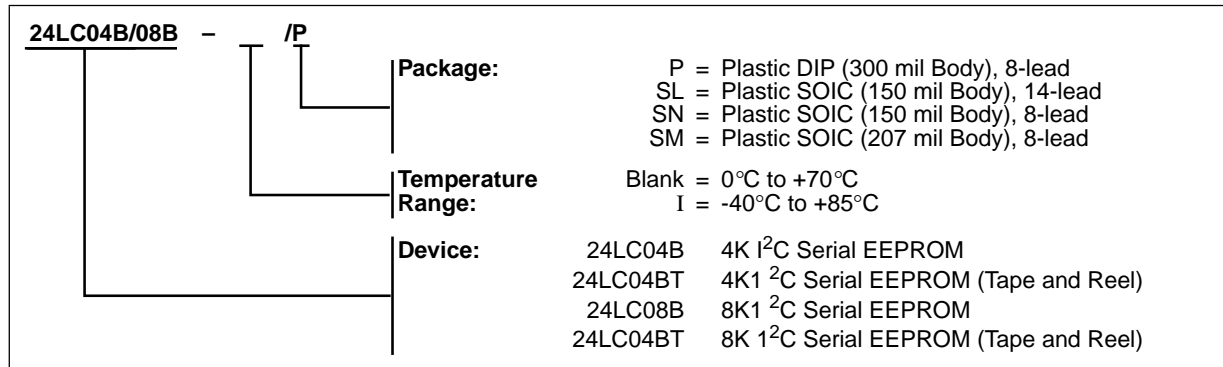 24LC04B/08B – /P
Package: P = Plastic DIP (300 mil Body), 8-lead
SL = Plastic SOIC (150 mil Body), 14-lead
SN = Plastic SOIC (150 mil Body), 8-lead
SM = Plastic SOIC (207 mil Body), 8-lead
Temperature Blank = 0°C to +70°C
Range: I = -40°C to +85°C
Device: 24LC04B 4K I²C Serial EEPROM
24LC04BT 4K1 ²C Serial EEPROM (Tape and Reel)
24LC08B 8K1 ²C Serial EEPROM
24LC04BT 8K 1²C Serial EEPROM (Tape and Reel)